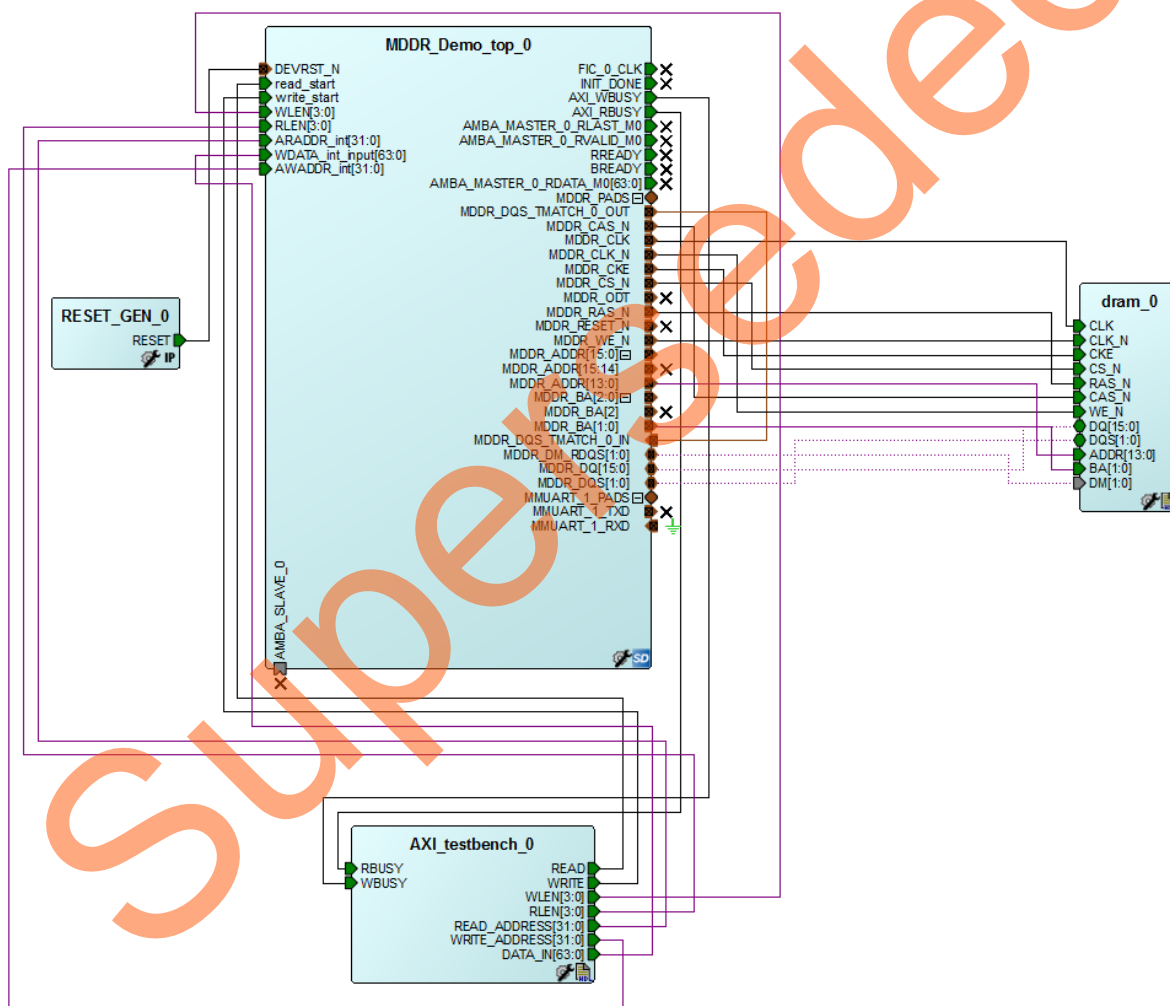 MDDR_Demo_top_0
DEVRST_N
read_start
write_start
WLEN[3:0]
RLEN[3:0]
ARADDR_int[31:0]
WDATA_int_input[63:0]
AWADDR_int[31:0]
FIC_0_CLK
INIT_DONE
AXI_WBUSY
AXI_RBUSY
AMBA_MASTER_0_RLAST_M0
AMBA_MASTER_0_RVALID_M0
RREADY
BREADY
AMBA_MASTER_0_RDATA_M0[63:0]
MDDR_PADS
MDDR_DQS_TMATCH_0_OUT
MDDR_CAS_N
MDDR_CLK
MDDR_CLK_N
MDDR_CKE
MDDR_CS_N
MDDR_ODT
MDDR_RAS_N
MDDR_RESET_N
MDDR_WE_N
MDDR_ADDR[15:0]
MDDR_ADDR[15:14]
MDDR_ADDR[13:0]
MDDR_BA[2:0]
MDDR_BA[2]
MDDR_BA[1:0]
MDDR_DQS_TMATCH_0_IN
MDDR_DM_RDQS[1:0]
MDDR_DQ[15:0]
MDDR_DQS[1:0]
MMUART_1_PADS
MMUART_1_TXD
MMUART_1_RXD
AMBA_SLAVE_0
SD
RESET_GEN_0
RESET
IP
dram_0
CLK
CLK_N
CKE
CS_N
RAS_N
CAS_N
WE_N
DQ[15:0]
DQS[1:0]
ADDR[13:0]
BA[1:0]
DM[1:0]
AXI_testbench_0
RBUSY
WBUSY
READ
WRITE
WLEN[3:0]
RLEN[3:0]
READ_ADDRESS[31:0]
WRITE_ADDRESS[31:0]
DATA_IN[63:0]
HDL
Supersede